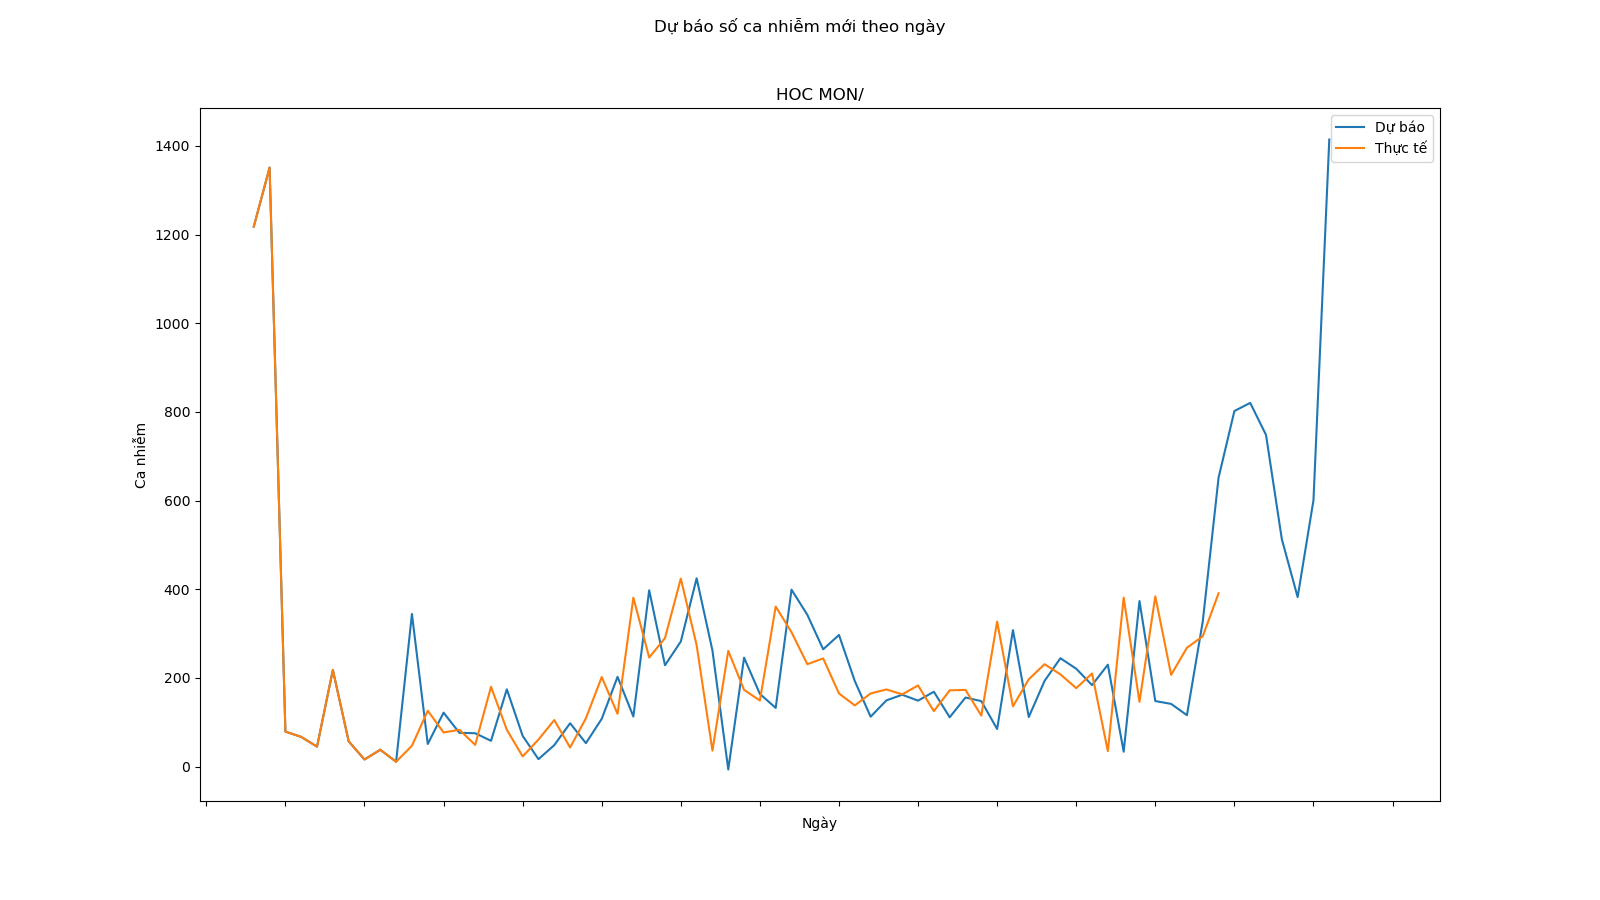 Dự báo số ca nhiễm mới theo ngày
HOC MON/
Dự báo
Thực tế
1400
1200
1000
800
600
400
200
0
Ca nhiễm
Ngày